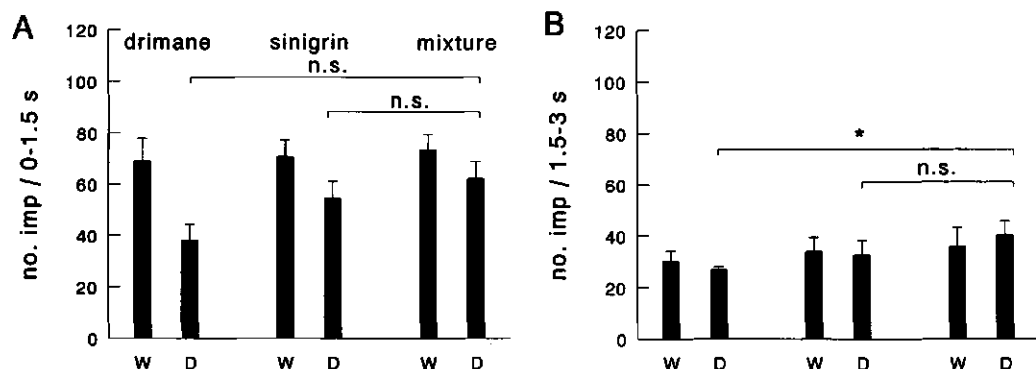 A
B
drimane sinigrin mixture
n.s.
n.s.
*
n.s.
no. imp / 0-1.5 s
120
100
80
60
40
20
0
W D W D W D
no. imp / 1.5-3 s
120
100
80
60
40
20
0
W D W D W D